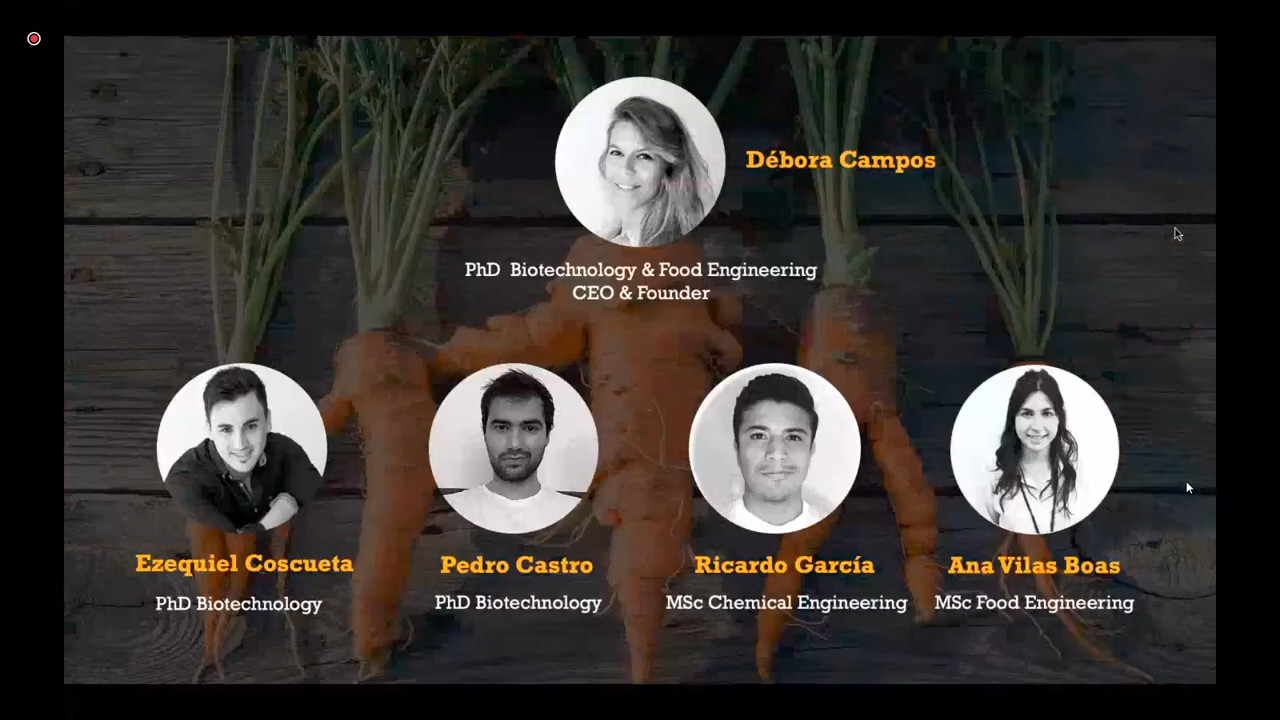 Débora Campos
PhD Biotechnology & Food Engineering
CEO & Founder
Ezequiel Coscueta
PhD Biotechnology
Pedro Castro
PhD Biotechnology
Ricardo García
MSc Chemical Engineering
Ana Vilas Boas
MSc Food Engineering